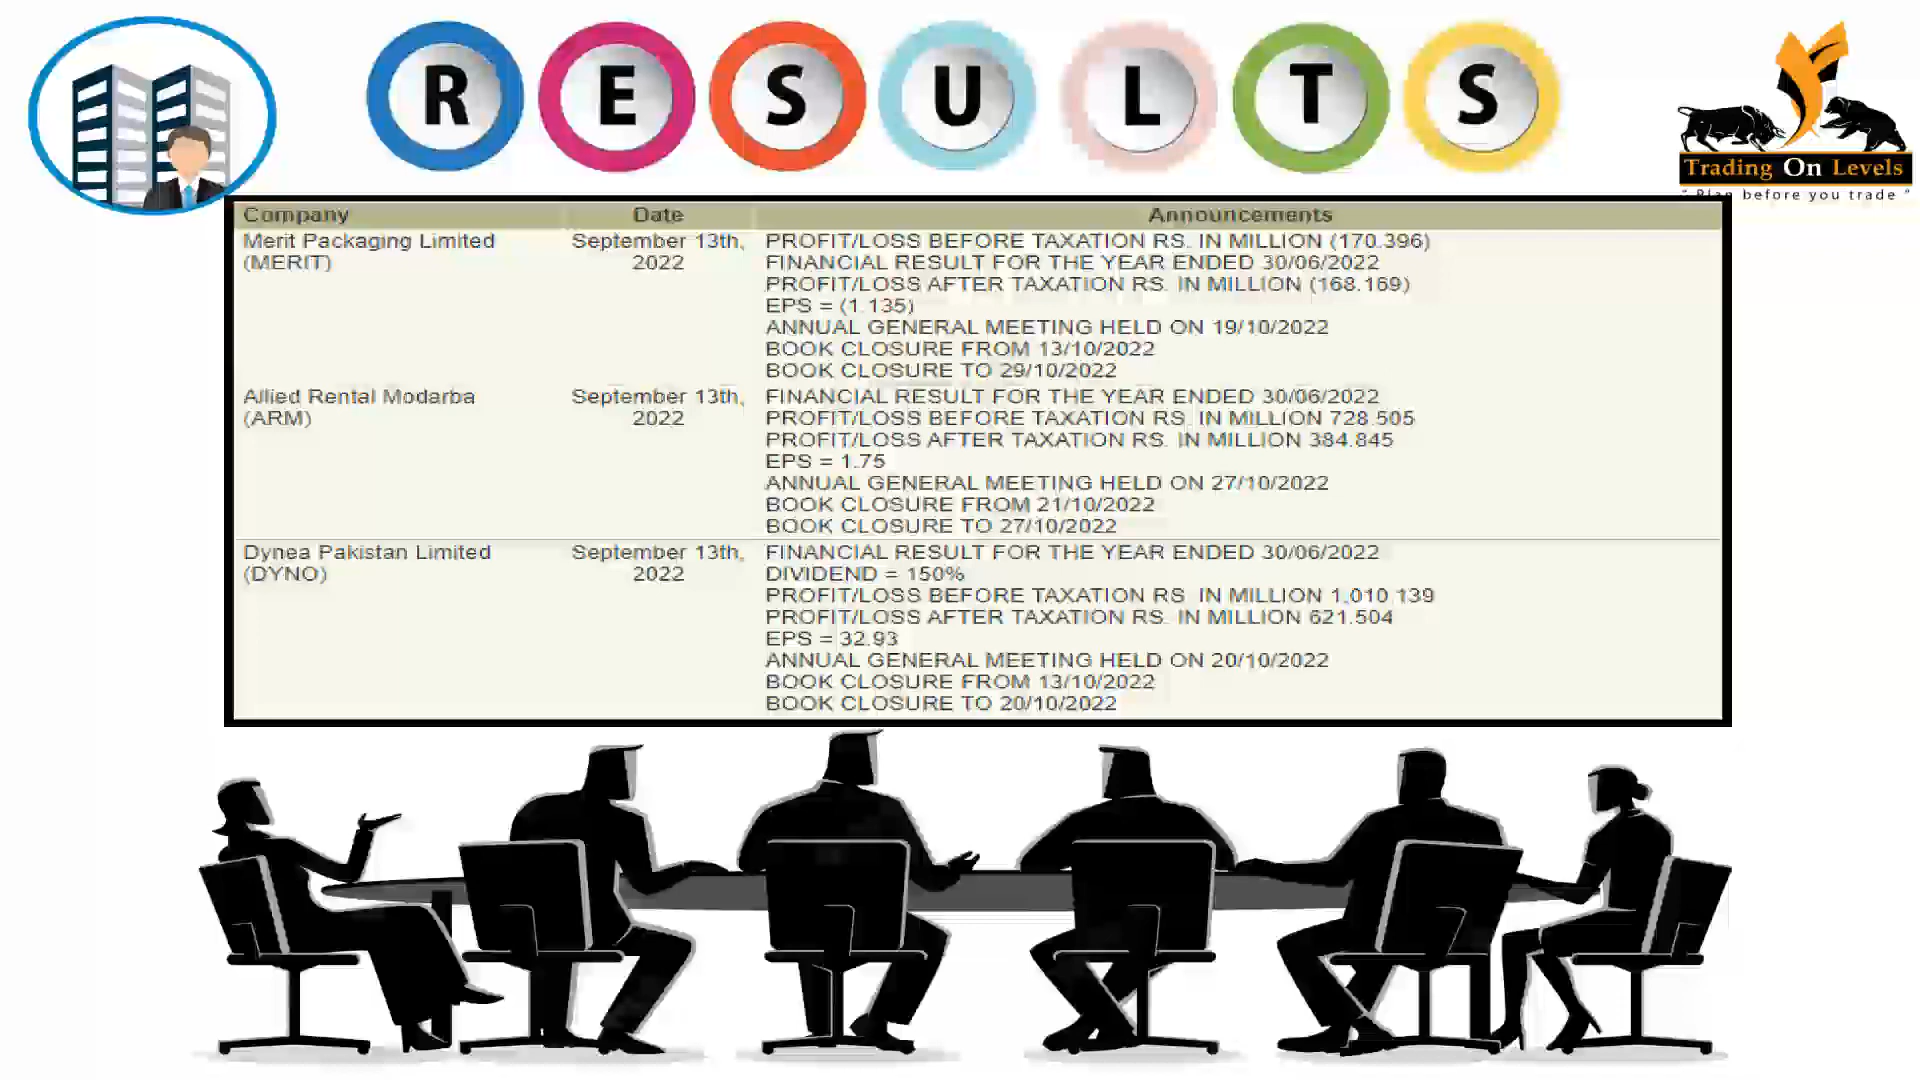 RESULTS
Trading On Levels
" Plan before you trade "
Company Date Announcements
Merit Packaging Limited September 13th, PROFIT/LOSS BEFORE TAXATION RS. IN MILLION (170.396)
(MERIT) 2022 FINANCIAL RESULT FOR THE YEAR ENDED 30/06/2022
PROFIT/LOSS AFTER TAXATION RS. IN MILLION (168.169)
EPS = (1.135)
ANNUAL GENERAL MEETING HELD ON 19/10/2022
BOOK CLOSURE FROM 13/10/2022
BOOK CLOSURE TO 29/10/2022
Allied Rental Modarba September 13th, FINANCIAL RESULT FOR THE YEAR ENDED 30/06/2022
(ARM) 2022 PROFIT/LOSS BEFORE TAXATION RS. IN MILLION 728.505
PROFIT/LOSS AFTER TAXATION RS. IN MILLION 384.845
EPS = 1.75
ANNUAL GENERAL MEETING HELD ON 27/10/2022
BOOK CLOSURE FROM 21/10/2022
BOOK CLOSURE TO 27/10/2022
Dynea Pakistan Limited September 13th, FINANCIAL RESULT FOR THE YEAR ENDED 30/06/2022
(DYNO) 2022 DIVIDEND = 150%
PROFIT/LOSS BEFORE TAXATION RS. IN MILLION 1,010.139
PROFIT/LOSS AFTER TAXATION RS. IN MILLION 621.504
EPS = 32.93
ANNUAL GENERAL MEETING HELD ON 20/10/2022
BOOK CLOSURE FROM 13/10/2022
BOOK CLOSURE TO 20/10/2022